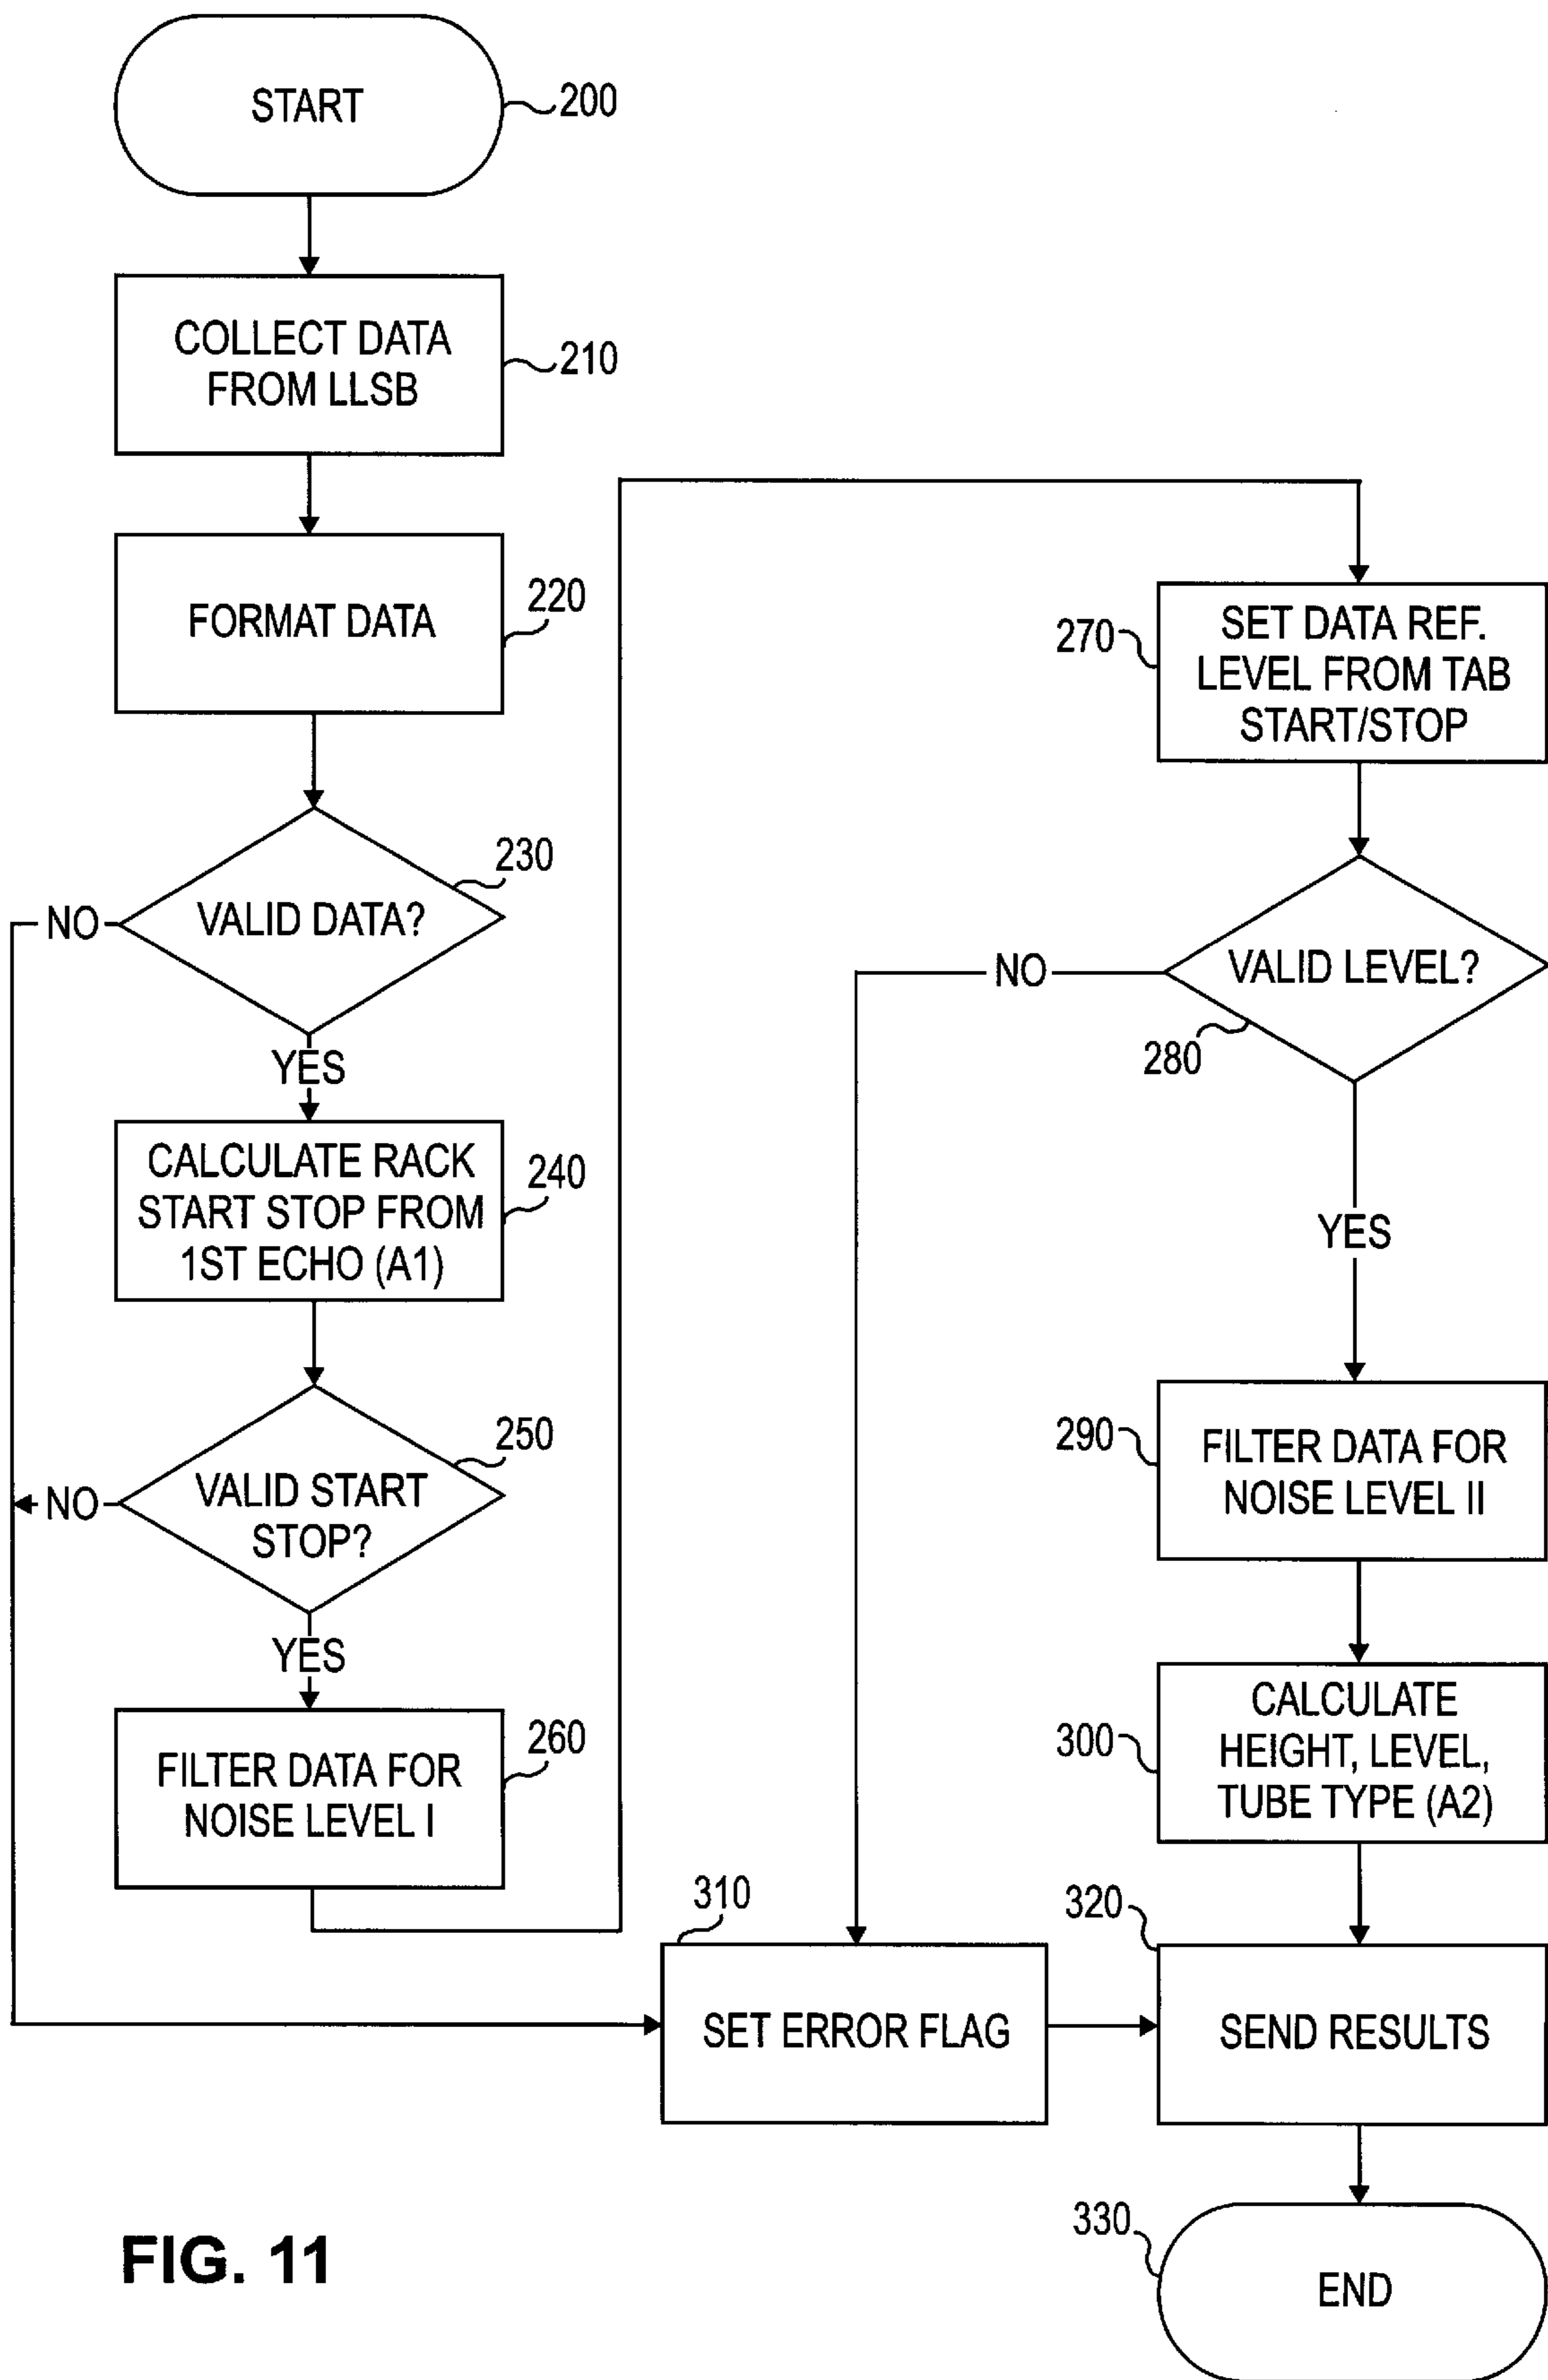 START
200
COLLECT DATA
FROM LLSB
210
FORMAT DATA
220
VALID DATA?
230
NO
YES
CALCULATE RACK
START STOP FROM
1ST ECHO (A1)
240
VALID START
STOP?
250
NO
YES
FILTER DATA FOR
NOISE LEVEL I
260
270
SET DATA REF.
LEVEL FROM TAB
START/STOP
VALID LEVEL?
280
NO
YES
290
FILTER DATA FOR
NOISE LEVEL II
300
CALCULATE
HEIGHT, LEVEL,
TUBE TYPE (A2)
310
SET ERROR FLAG
320
SEND RESULTS
330
END
FIG. 11